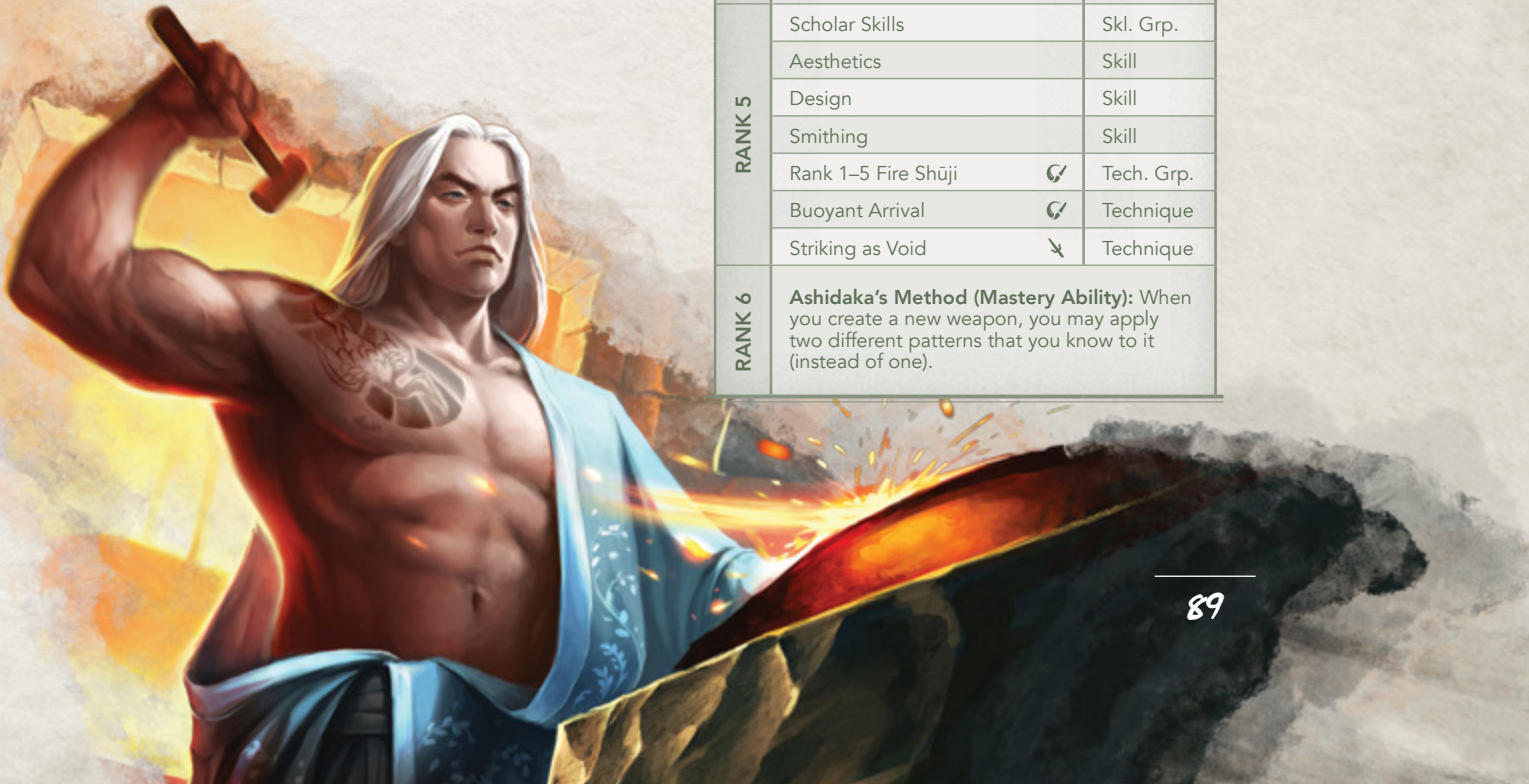 RANK 5
Scholar Skills Skl. Grp.
Aesthetics Skill
Design Skill
Smithing Skill
Rank 1–5 Fire Shūji Tech. Grp.
Buoyant Arrival Technique
Striking as Void Technique
RANK 6
Ashidaka's Method (Mastery Ability): When
you create a new weapon, you may apply
two different patterns that you know to it
(instead of one).
89